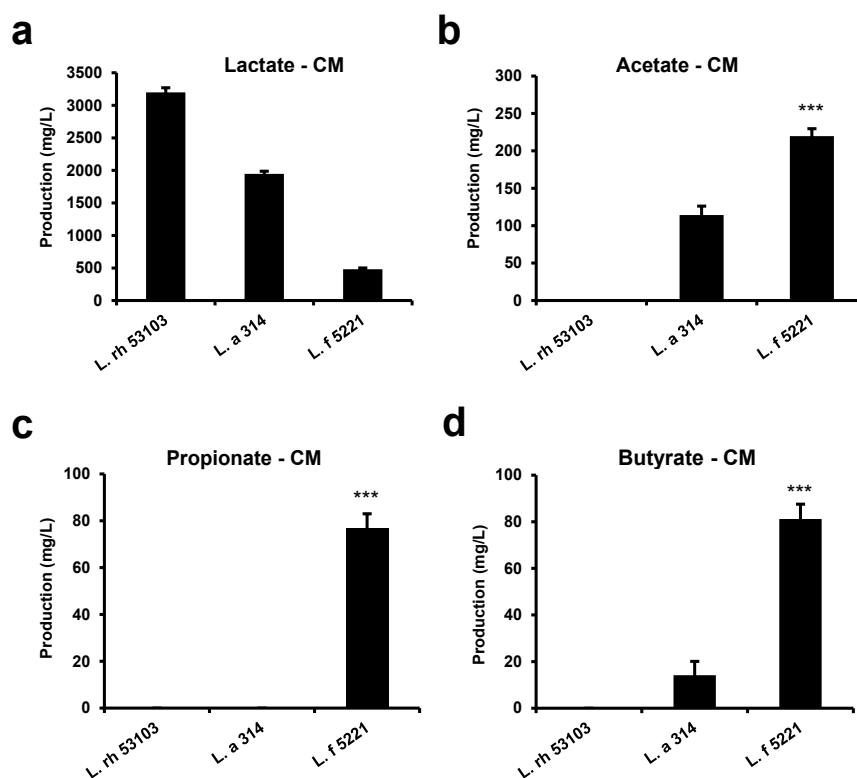 a
Lactate - CM
Production (mg/L)
3500
3000
2500
2000
1500
1000
500
0
L. rh 53103
L. a 314
L. f 5221
b
Acetate - CM
Production (mg/L)
300
250
200
150
100
50
0
***
L. rh 53103
L. a 314
L. f 5221
c
Propionate - CM
Production (mg/L)
100
80
60
40
20
0
***
L. rh 53103
L. a 314
L. f 5221
d
Butyrate - CM
Production (mg/L)
100
80
60
40
20
0
***
L. rh 53103
L. a 314
L. f 5221